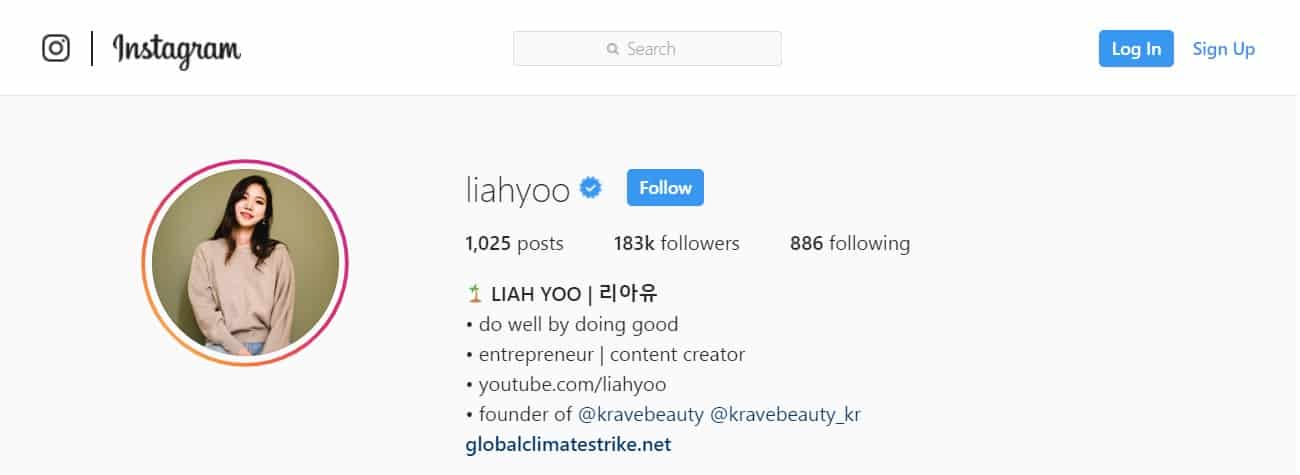 Instagram
Search
Log In
Sign Up
liahyoo
Follow
1,025 posts 183k followers 886 following
🏝 LIAH YOO | 리아유
• do well by doing good
• entrepreneur | content creator
• youtube.com/liahyoo
• founder of @kravebeauty @kravebeauty_kr
globalclimatestrike.net